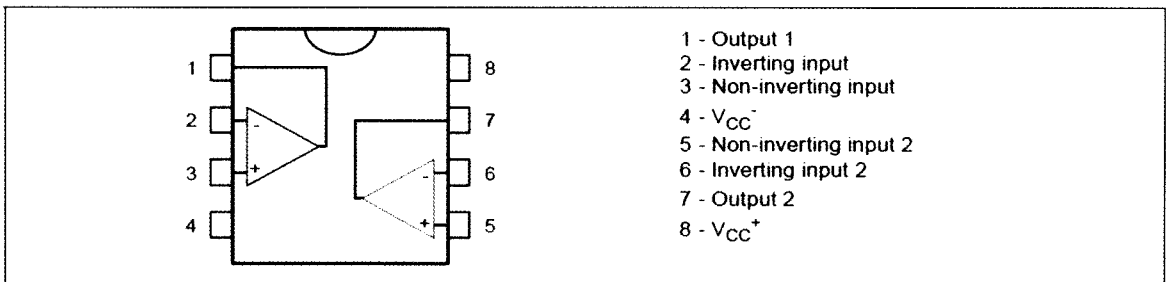 1
2
3
4
8
7
6
5
-
+
-
+
1 - Output 1
2 - Inverting input
3 - Non-inverting input
4 - VCC-
5 - Non-inverting input 2
6 - Inverting input 2
7 - Output 2
8 - VCC+